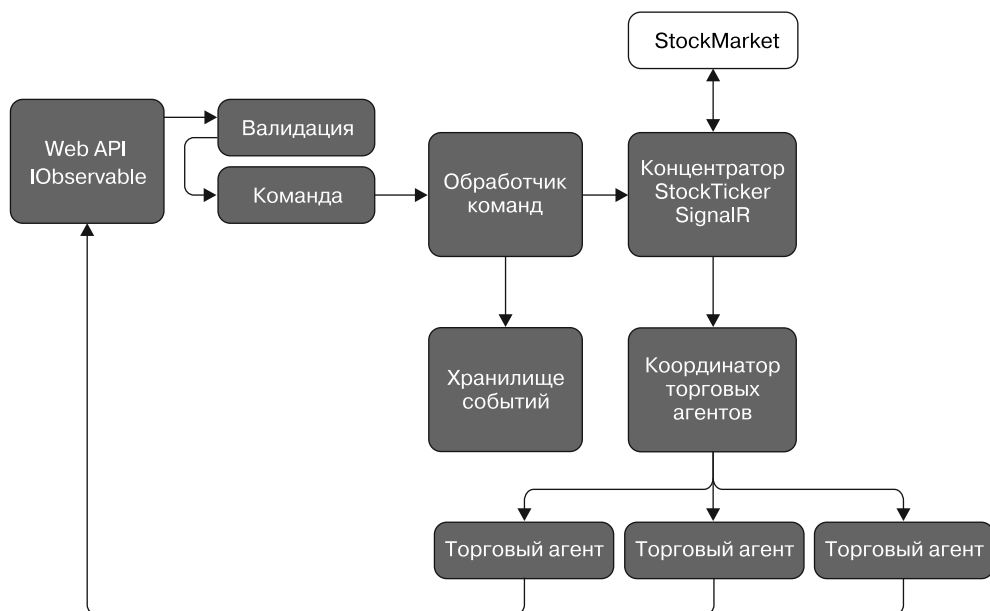 StockMarket
Web API
IObservable
Валидация
Команда
Обработчик
команд
Концентратор
StockTicker
SignalR
Хранилище
событий
Координатор
торговых
агентов
Торговый агент
Торговый агент
Торговый агент